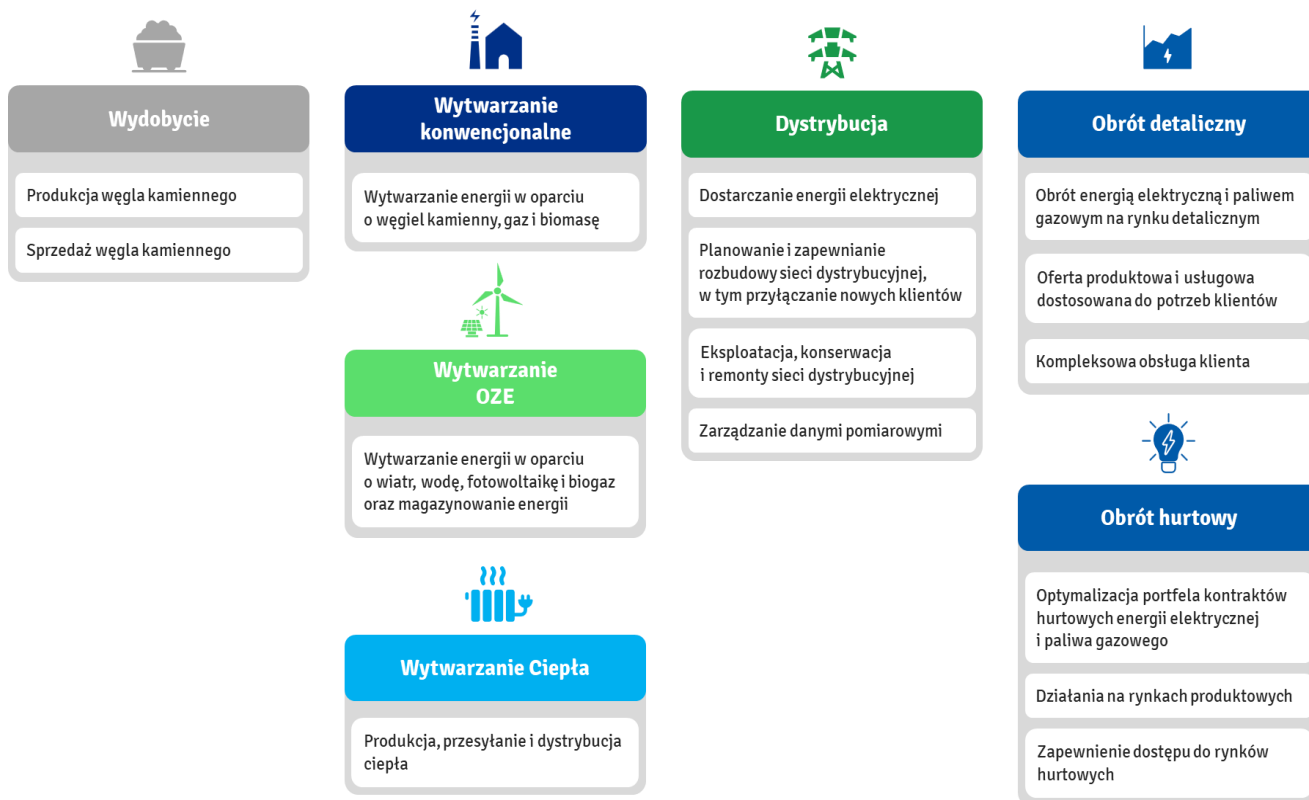 Wydobycie
Produkcja węgla kamiennego
Sprzedaż węgla kamiennego
Wytwarzanie
konwencjonalne
Wytwarzanie energii w oparciu
o węgiel kamienny, gaz i biomasę
Wytwarzanie
OZE
Wytwarzanie energii w oparciu
o wiatr, wodę, fotowoltaikę i biogaz
oraz magazynowanie energii
Wytwarzanie Ciepła
Produkcja, przesyłanie i dystrybucja
ciepła
Dystrybucja
Dostarczanie energii elektrycznej
Planowanie i zapewnianie
rozbudowy sieci dystrybucyjnej,
w tym przyłączanie nowych klientów
Eksploatacja, konserwacja
i remonty sieci dystrybucyjnej
Zarządzanie danymi pomiarowymi
Obrót detaliczny
Obrót energią elektryczną i paliwem
gazowym na rynku detalicznym
Oferta produktowa i usługowa
dostosowana do potrzeb klientów
Kompleksowa obsługa klienta
Obrót hurtowy
Optymalizacja portfela kontraktów
hurtowych energii elektrycznej
i paliwa gazowego
Działania na rynkach produktowych
Zapewnienie dostępu do rynków
hurtowych